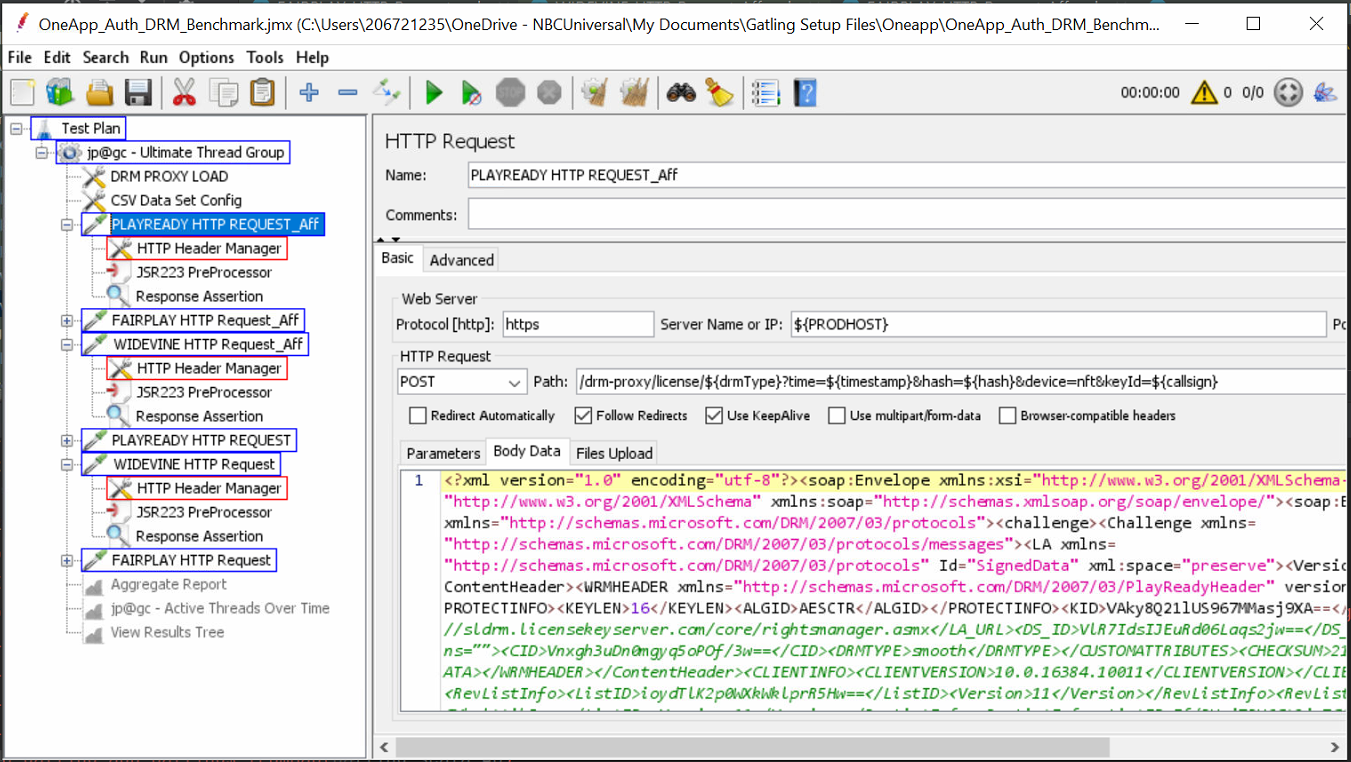 OneApp_Auth_DRM_Benchmark.jmx (C:\Users\206721235\OneDrive - NBCUniversal\My Documents\Gatling Setup Files\Oneapp\OneApp_Auth_DRM_Benchm...
File Edit Search Run Options Tools Help
STOP
00:00:00 0 0/0
Test Plan
jp@gc - Ultimate Thread Group
DRM PROXY LOAD
CSV Data Set Config
PLAYREADY HTTP REQUEST_Aff
HTTP Header Manager
JSR223 PreProcessor
Response Assertion
FAIRPLAY HTTP Request_Aff
WIDEVINE HTTP Request_Aff
HTTP Header Manager
JSR223 PreProcessor
Response Assertion
PLAYREADY HTTP REQUEST
WIDEVINE HTTP Request
HTTP Header Manager
JSR223 PreProcessor
Response Assertion
FAIRPLAY HTTP Request
Aggregate Report
jp@gc - Active Threads Over Time
View Results Tree
HTTP Request
Name: PLAYREADY HTTP REQUEST_Aff
Comments:
Basic Advanced
Web Server
Protocol [http]: https Server Name or IP: ${PRODHOST} Po
HTTP Request
POST Path: /drm-proxy/license/${drmType}?time=${timestamp}&hash=${hash}&device=nft&keyId=${callsign}
Redirect Automatically Follow Redirects Use KeepAlive Use multipart/form-data Browser-compatible headers
Parameters Body Data Files Upload
1 <?xml version="1.0" encoding="utf-8"?><soap:Envelope xmlns:xsi="http://www.w3.org/2001/XMLSchema-
"http://www.w3.org/2001/XMLSchema" xmlns:soap="http://schemas.xmlsoap.org/soap/envelope/"><soap:B
xmlns="http://schemas.microsoft.com/DRM/2007/03/protocols"><challenge><Challenge xmlns=
"http://schemas.microsoft.com/DRM/2007/03/protocols/messages"><LA xmlns=
"http://schemas.microsoft.com/DRM/2007/03/protocols" Id="SignedData" xml:space="preserve"><Versio
ContentHeader><WRMHEADER xmlns="http://schemas.microsoft.com/DRM/2007/03/PlayReadyHeader" version
PROTECTINFO><KEYLEN>16</KEYLEN><ALGID>AESCTR</ALGID></PROTECTINFO><KID>VAky8Q21lUS967MMasj9XA==</
//sldrm.licensekeyserver.com/core/rightsmanager.asmx</LA_URL><DS_ID>VlR7IdsIJEuRd06Laqs2jw==</DS_
ns=””><CID>Vnxgh3uDn0mgyq5oPOf/3w==</CID><DRMTYPE>smooth</DRMTYPE></CUSTOMATTRIBUTES><CHECKSUM>21
ATA></WRMHEADER></ContentHeader><CLIENTINFO><CLIENTVERSION>10.0.16384.10011</CLIENTVERSION></CLIE
<RevListInfo><ListID>ioydTlK2p0WXkWklprR5Hw==</ListID><Version>11</Version></RevListInfo><RevList